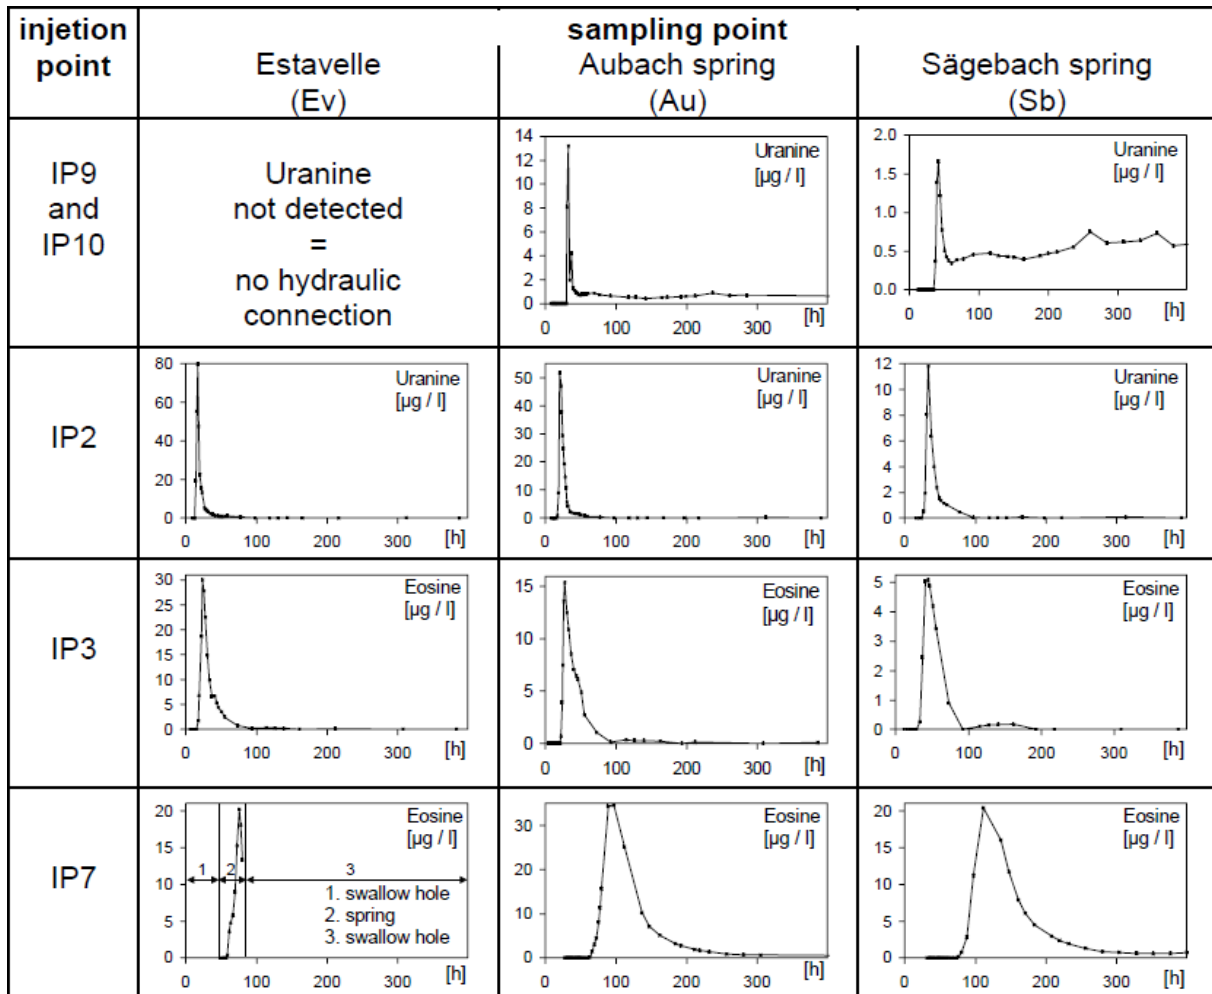 injetion
point
sampling point
Estavelle
(Ev)
Aubach spring
(Au)
Sägebach spring
(Sb)
IP9
and
IP10
Uranine
not detected
=
no hydraulic
connection
14
12
10
8
6
4
2
0
Uranine
[µg / l]
0 100 200 300 [h]
2.0
1.5
1.0
0.5
0.0
Uranine
[µg / l]
0 100 200 300 [h]
IP2
80
60
40
20
0
Uranine
[µg / l]
0 100 200 300 [h]
50
40
30
20
10
0
Uranine
[µg / l]
0 100 200 300 [h]
12
10
8
6
4
2
0
Uranine
[µg / l]
0 100 200 300 [h]
IP3
30
25
20
15
10
5
0
Eosine
[µg / l]
0 100 200 300 [h]
15
10
5
0
Eosine
[µg / l]
0 100 200 300 [h]
5
4
3
2
1
0
Eosine
[µg / l]
0 100 200 300 [h]
IP7
20
15
10
5
0
Eosine
[µg / l]
1 2 3
1. swallow hole
2. spring
3. swallow hole
0 100 200 300 [h]
30
20
10
0
Eosine
[µg / l]
0 100 200 300 [h]
20
15
10
5
0
Eosine
[µg / l]
0 100 200 300 [h]